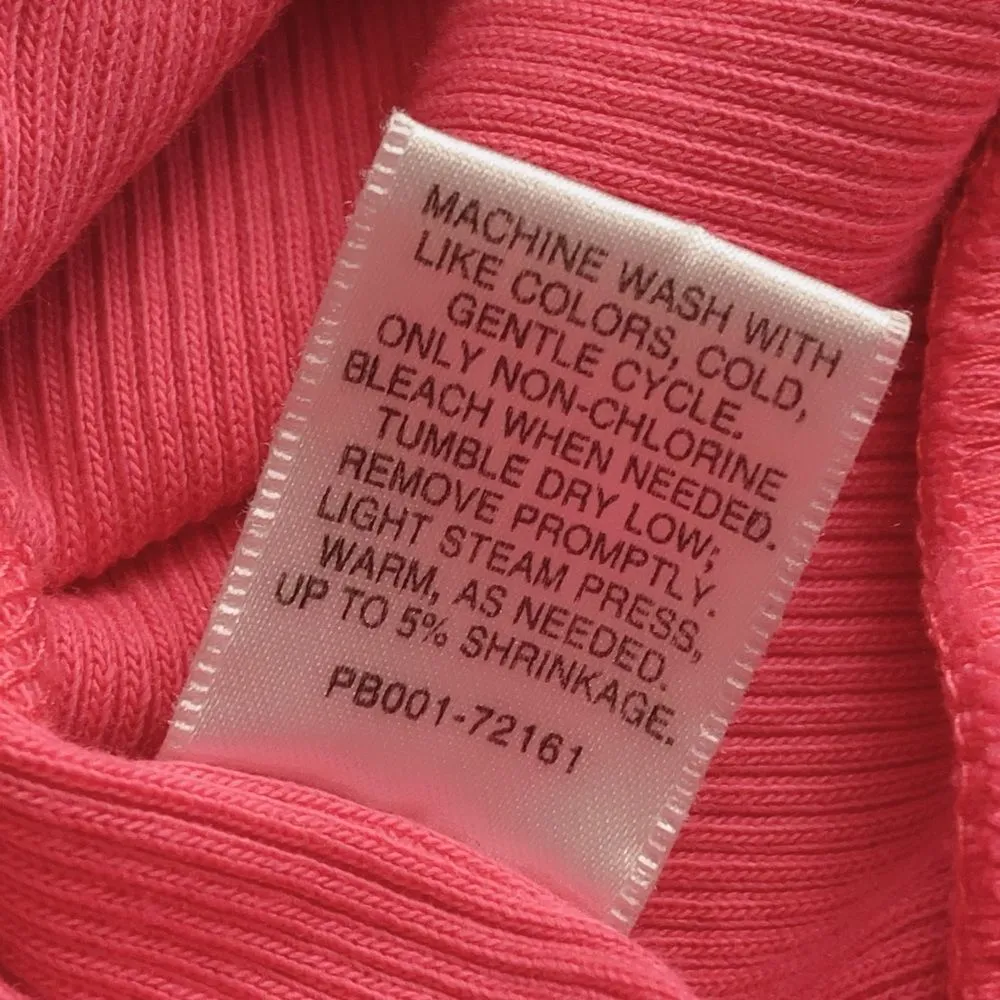 MACHINE WASH WITH
LIKE COLORS, COLD,
GENTLE CYCLE.
ONLY NON-CHLORINE
BLEACH WHEN NEEDED.
TUMBLE DRY LOW;
REMOVE PROMPTLY.
LIGHT STEAM PRESS,
WARM, AS NEEDED.
UP TO 5% SHRINKAGE.
PB001-72161